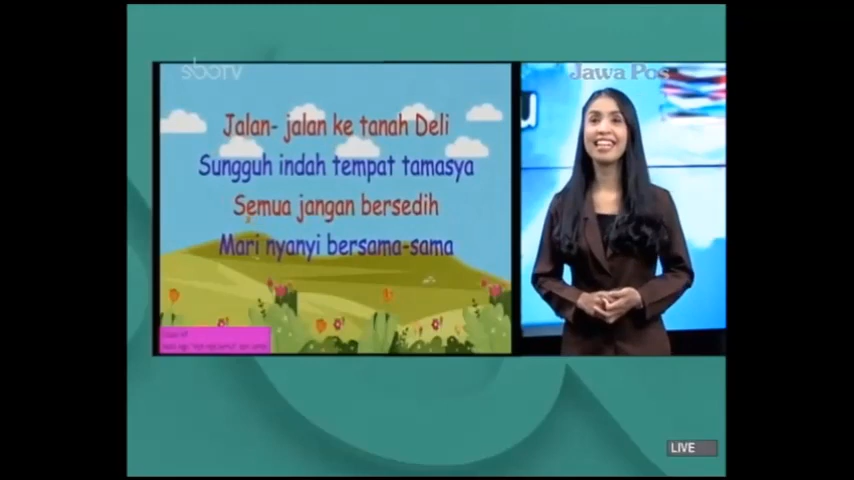 sboTV
Jawa Pos
Jalan- jalan ke tanah Deli
Sungguh indah tempat tamasya
Semua jangan bersedih
Mari nyanyi bersama-sama
LIVE